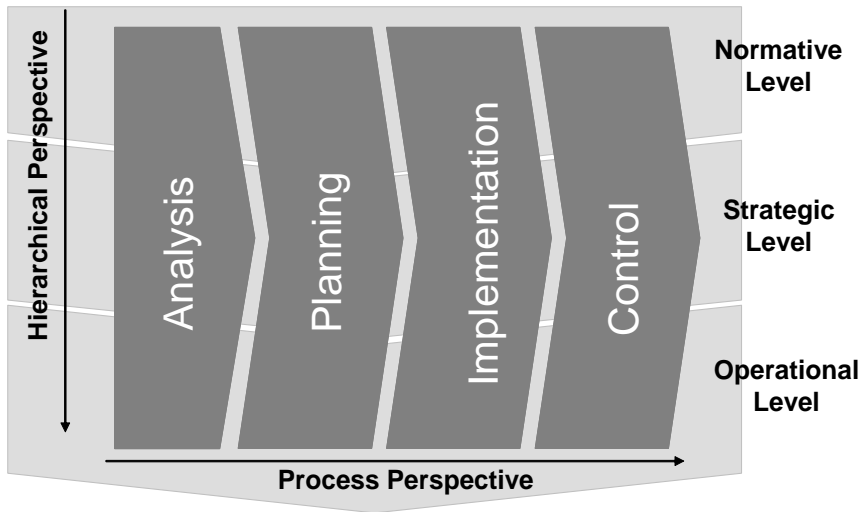 Hierarchical Perspective
Analysis
Planning
Implementation
Control
Normative
Level
Strategic
Level
Operational
Level
Process Perspective